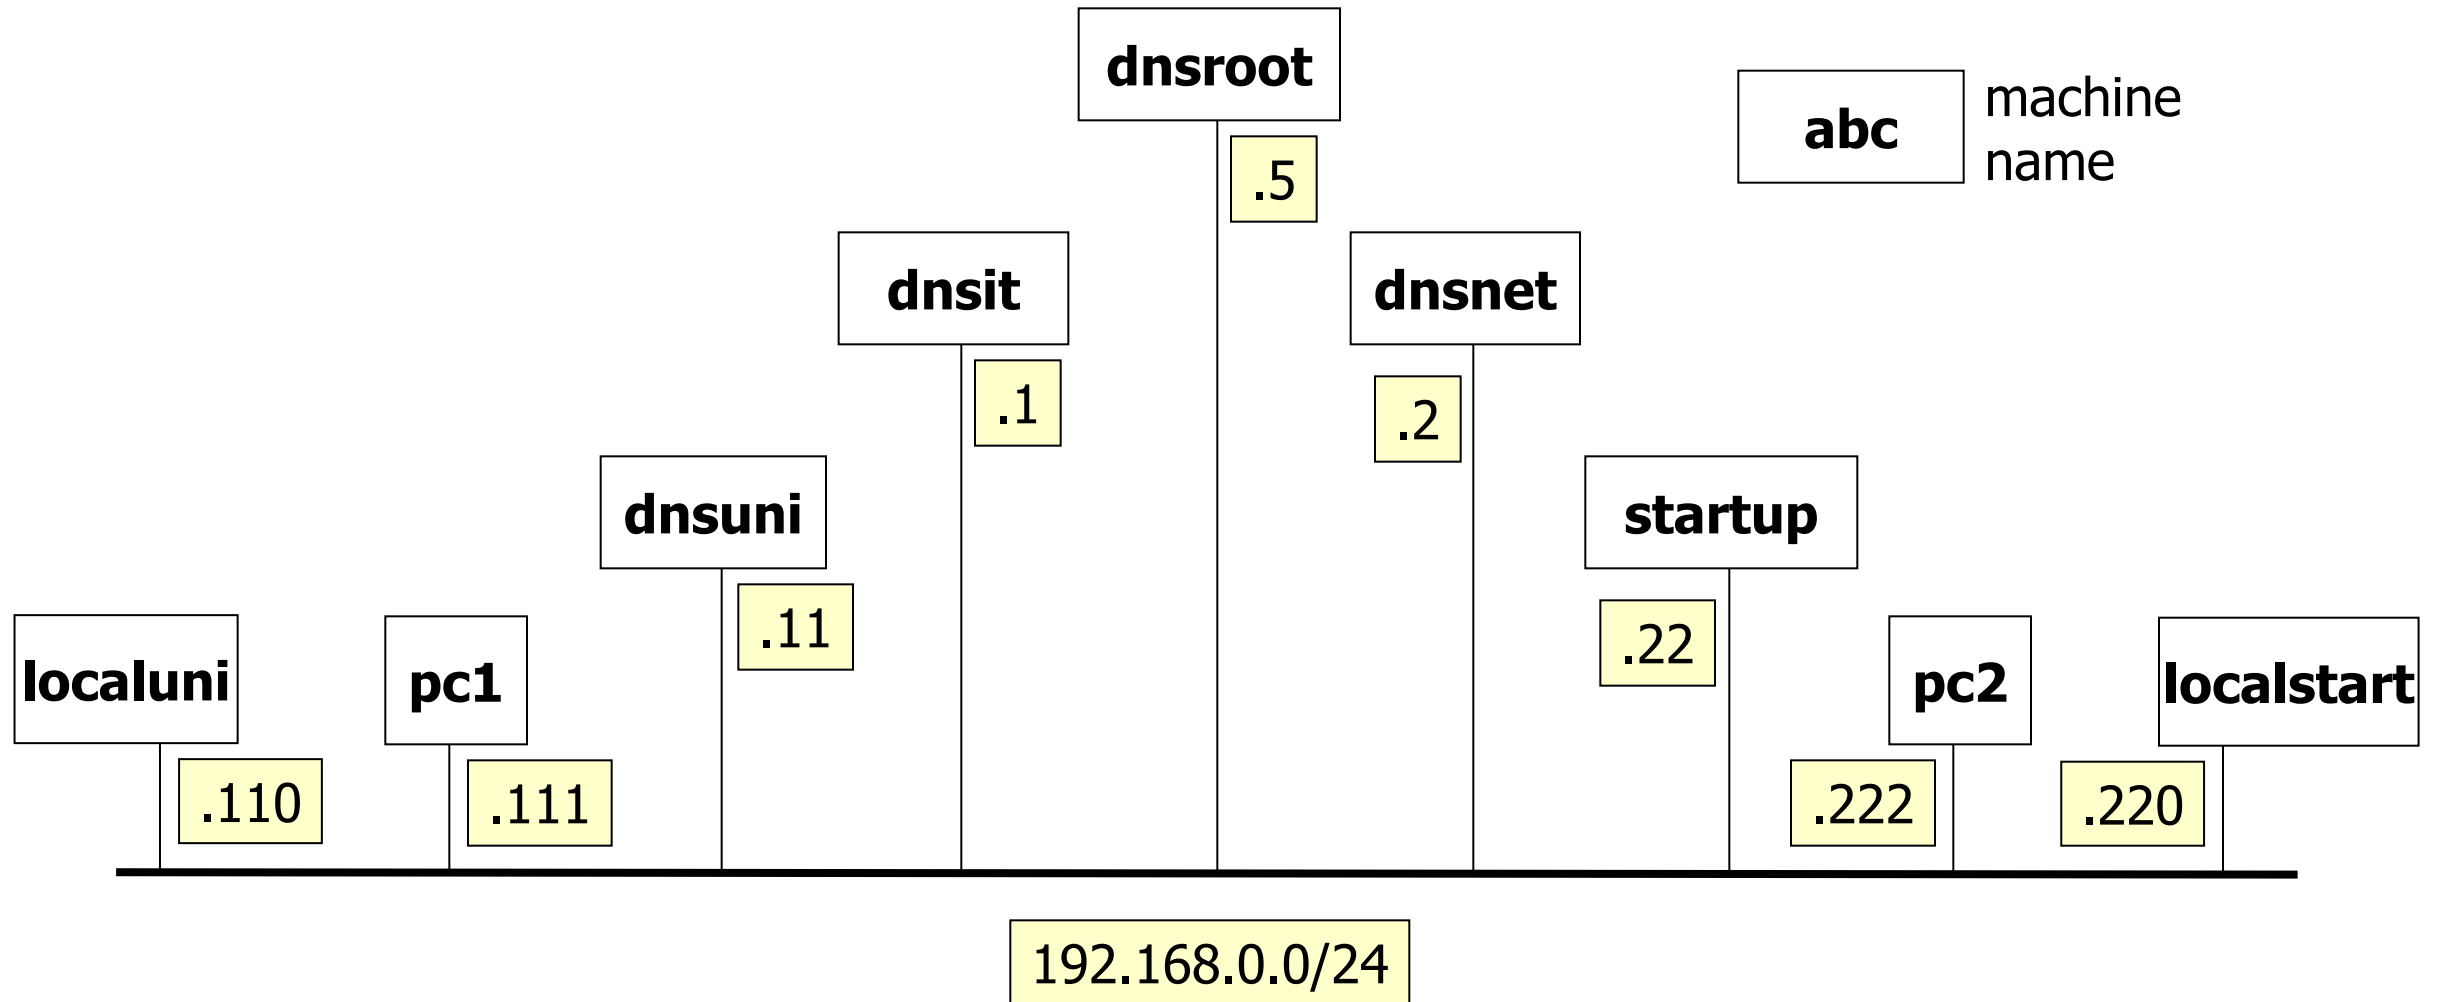 dnsroot
abc
machine
name
.5
dnsit
dnsnet
.1
.2
dnsuni
startup
.11
.22
localuni
pc1
pc2
localstart
.110
.111
.222
.220
192.168.0.0/24